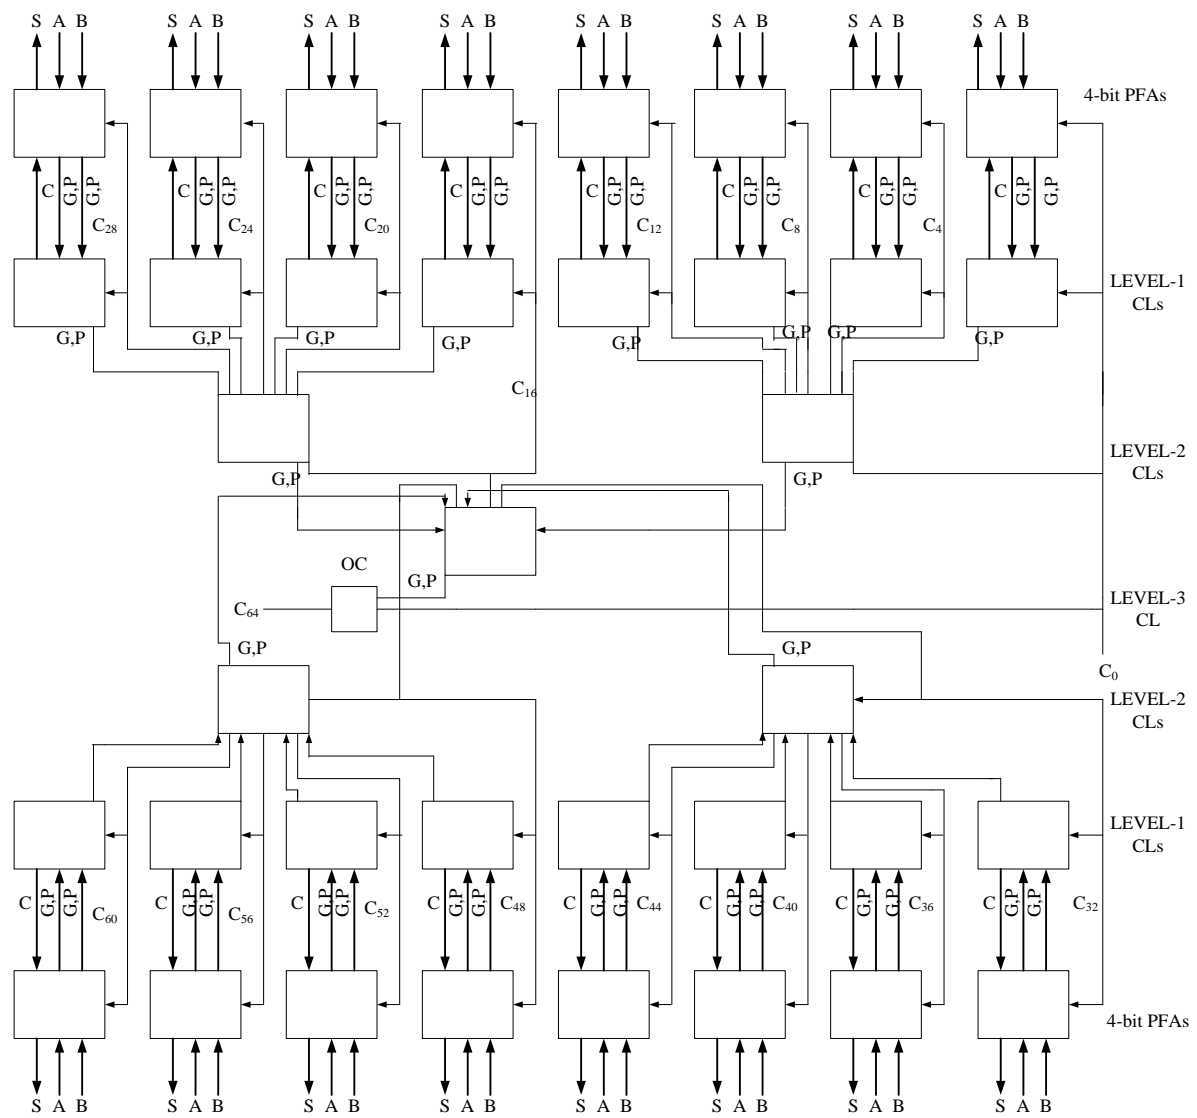 S A B S A B S A B S A B S A B S A B S A B S A B
4-bit PFAs
C G,P G,P C G,P G,P C G,P G,P C G,P G,P C G,P G,P C G,P G,P C G,P G,P C G,P G,P
C28 C24 C20 C12 C8 C4
LEVEL-1
CLs
G,P G,P G,P G,P G,P G,P G,P G,P
C16
LEVEL-2
CLs
G,P G,P
OC
G,P
C64
LEVEL-3
CL
G,P G,P
C0
LEVEL-2
CLs
LEVEL-1
CLs
C G,P G,P C60 C G,P G,P C56 C G,P G,P C52 C G,P G,P C48 C G,P G,P C44 C G,P G,P C40 C G,P G,P C36 C G,P G,P C32
4-bit PFAs
S A B S A B S A B S A B S A B S A B S A B S A B